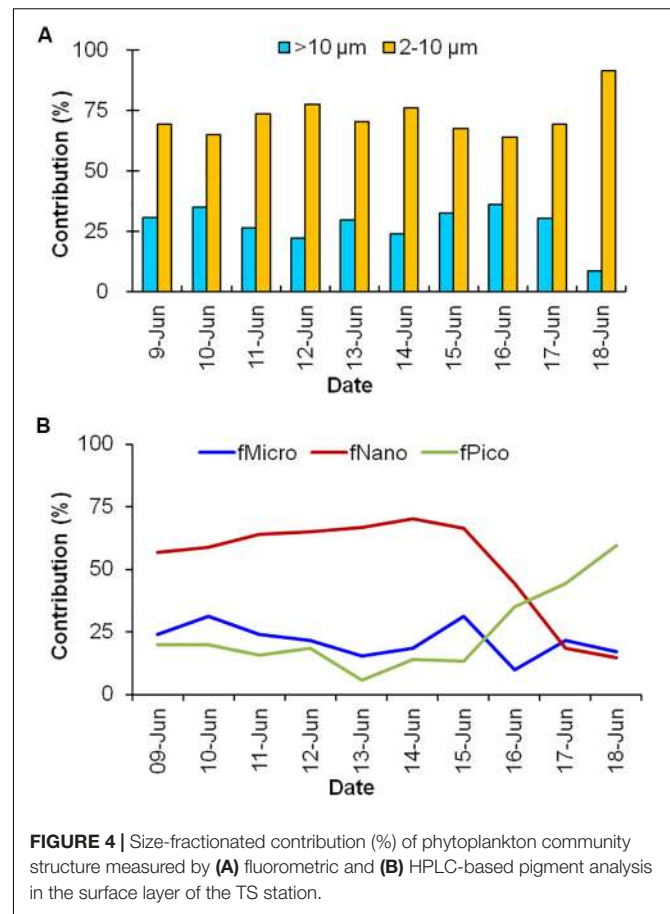 A
>10 µm 2-10 µm
100
75
50
25
0
Contribution (%)
9-Jun 10-Jun 11-Jun 12-Jun 13-Jun 14-Jun 15-Jun 16-Jun 17-Jun 18-Jun
Date
B
fMicro fNano fPico
100
75
50
25
0
Contribution (%)
09-Jun 10-Jun 11-Jun 12-Jun 13-Jun 14-Jun 15-Jun 16-Jun 17-Jun 18-Jun
Date
FIGURE 4 | Size-fractionated contribution (%) of phytoplankton community
structure measured by (A) fluorometric and (B) HPLC-based pigment analysis
in the surface layer of the TS station.